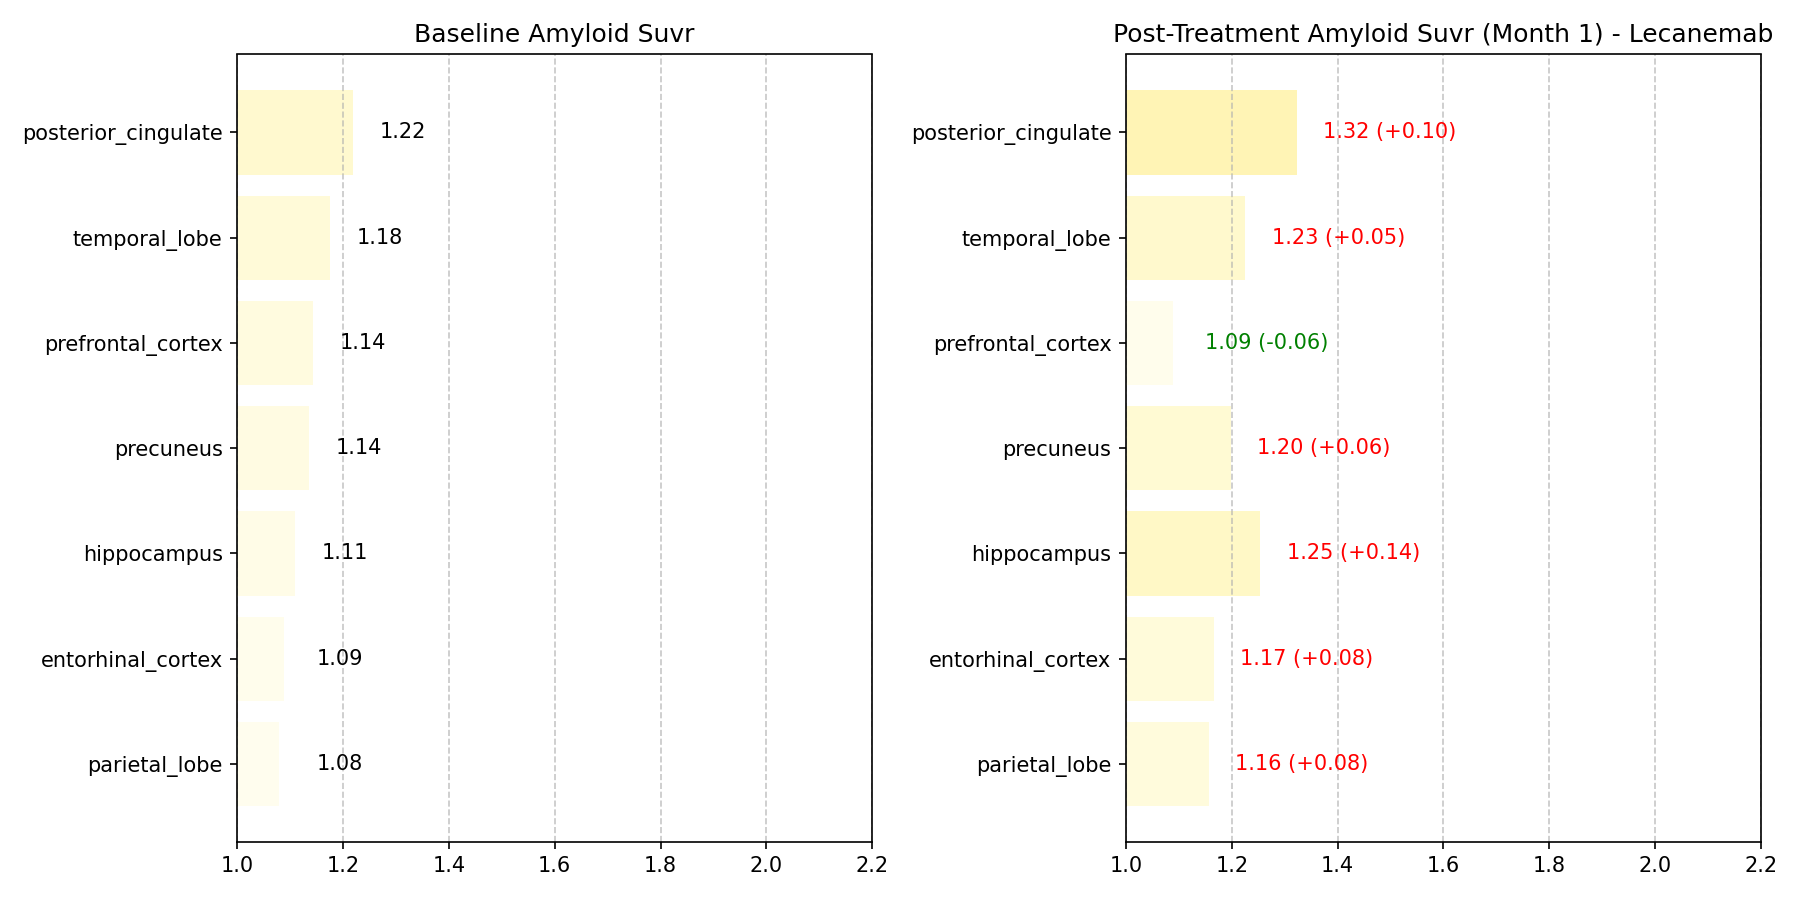 Baseline Amyloid Suvr
posterior_cingulate 1.22
temporal_lobe 1.18
prefrontal_cortex 1.14
precuneus 1.14
hippocampus 1.11
entorhinal_cortex 1.09
parietal_lobe 1.08
1.0 1.2 1.4 1.6 1.8 2.0 2.2
Post-Treatment Amyloid Suvr (Month 1) - Lecanemab
posterior_cingulate 1.32 (+0.10)
temporal_lobe 1.23 (+0.05)
prefrontal_cortex 1.09 (-0.06)
precuneus 1.20 (+0.06)
hippocampus 1.25 (+0.14)
entorhinal_cortex 1.17 (+0.08)
parietal_lobe 1.16 (+0.08)
1.0 1.2 1.4 1.6 1.8 2.0 2.2